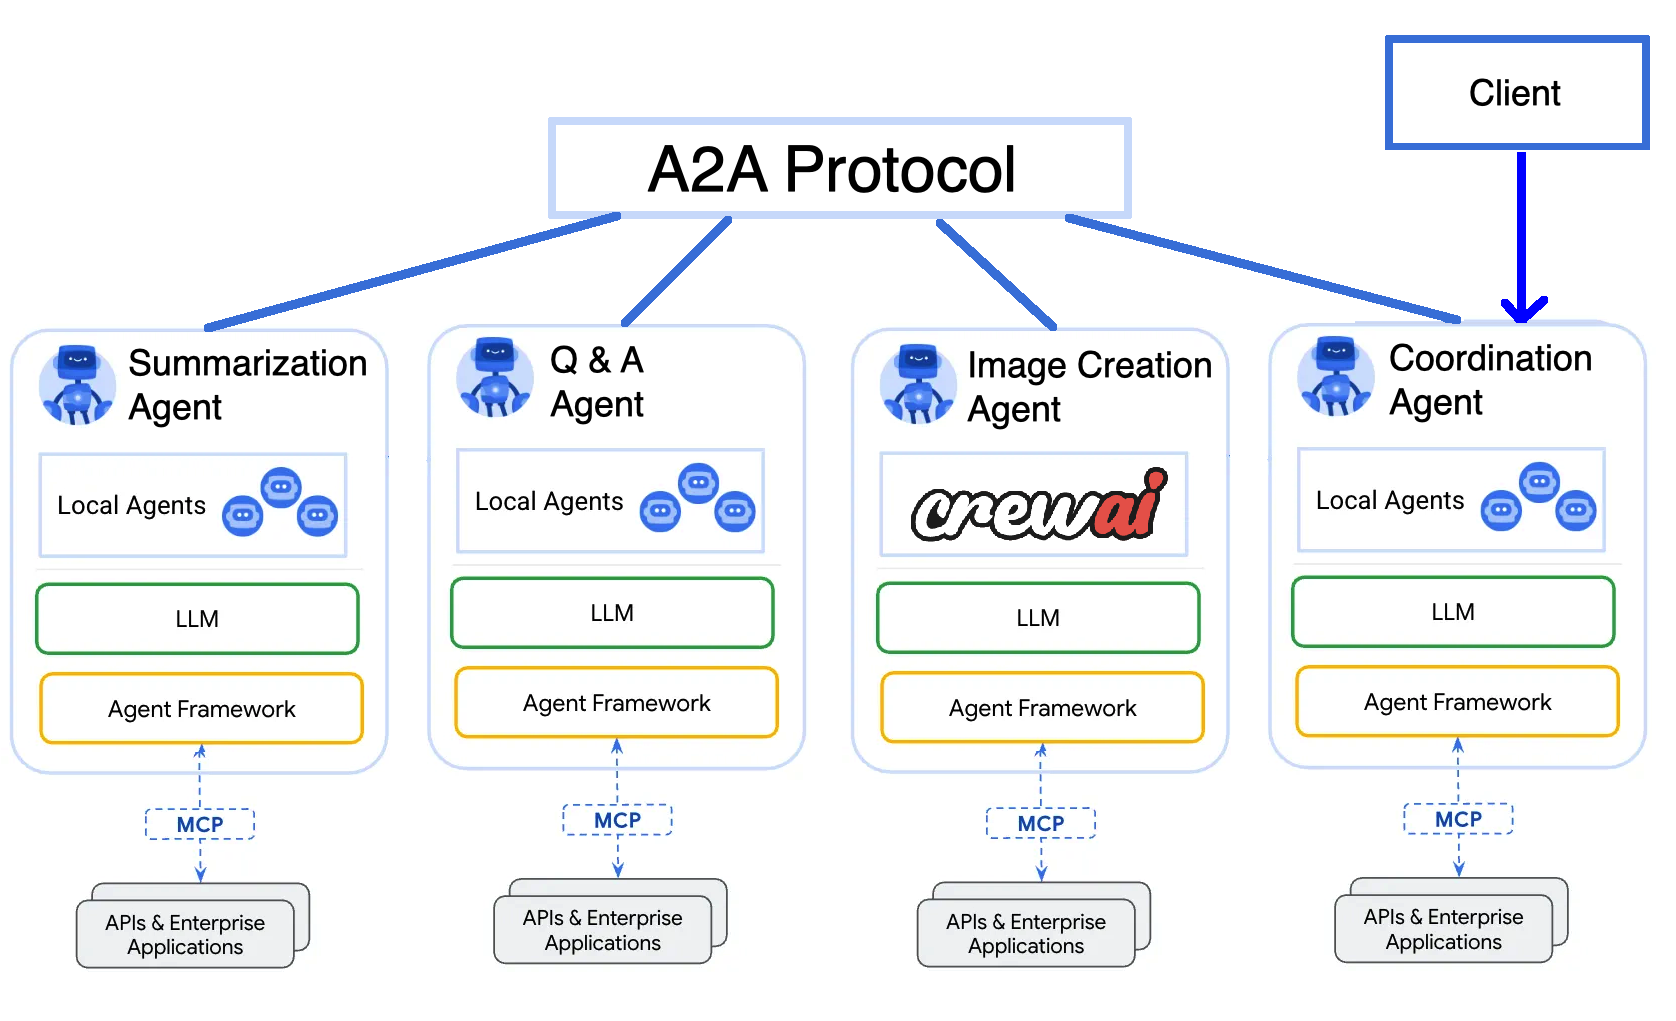 Client
A2A Protocol
Summarization
Agent
Local Agents
LLM
Agent Framework
MCP
APIs & Enterprise
Applications
Q & A
Agent
Local Agents
LLM
Agent Framework
MCP
APIs & Enterprise
Applications
Image Creation
Agent
crewai
LLM
Agent Framework
MCP
APIs & Enterprise
Applications
Coordination
Agent
Local Agents
LLM
Agent Framework
MCP
APIs & Enterprise
Applications